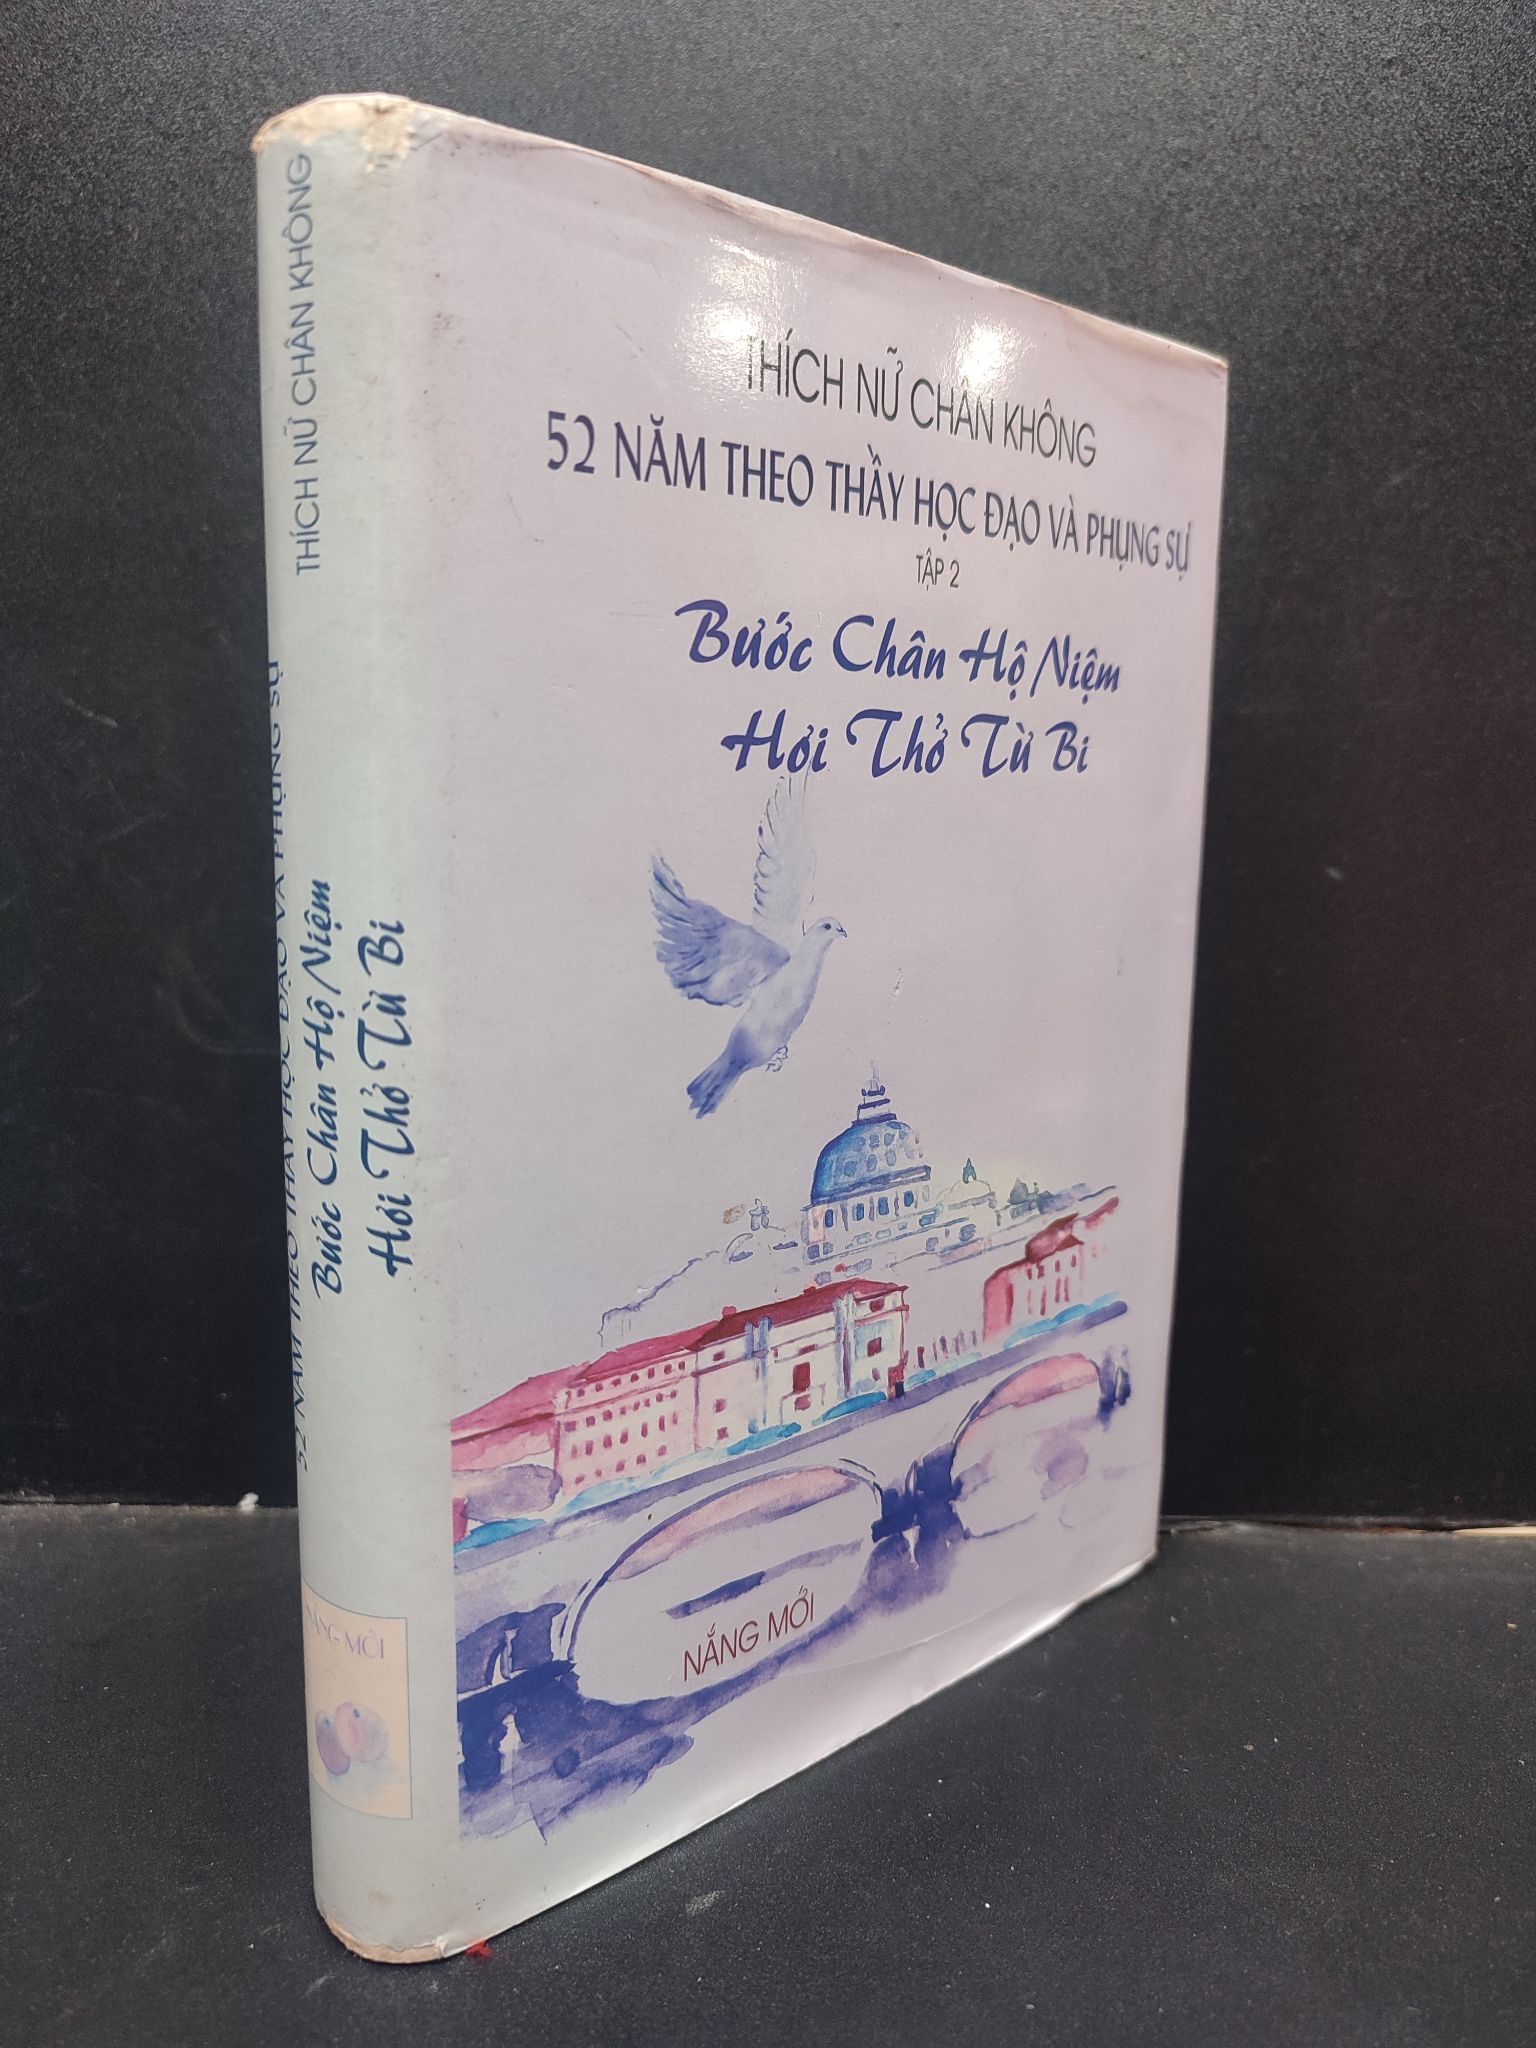 THÍCH NỮ CHÂN KHÔNG
52 NĂM THEO THẦY HỌC ĐẠO VÀ PHỤNG SỰ
TẬP 2
Bước Chân Hộ Niệm
Hơi Thở Từ Bi
NẮNG MỚI
THÍCH NỮ CHÂN KHÔNG
52 NĂM THEO THẦY HỌC ĐẠO VÀ PHỤNG SỰ
Bước Chân Hộ Niệm
Hơi Thở Từ Bi
NẮNG MỚI